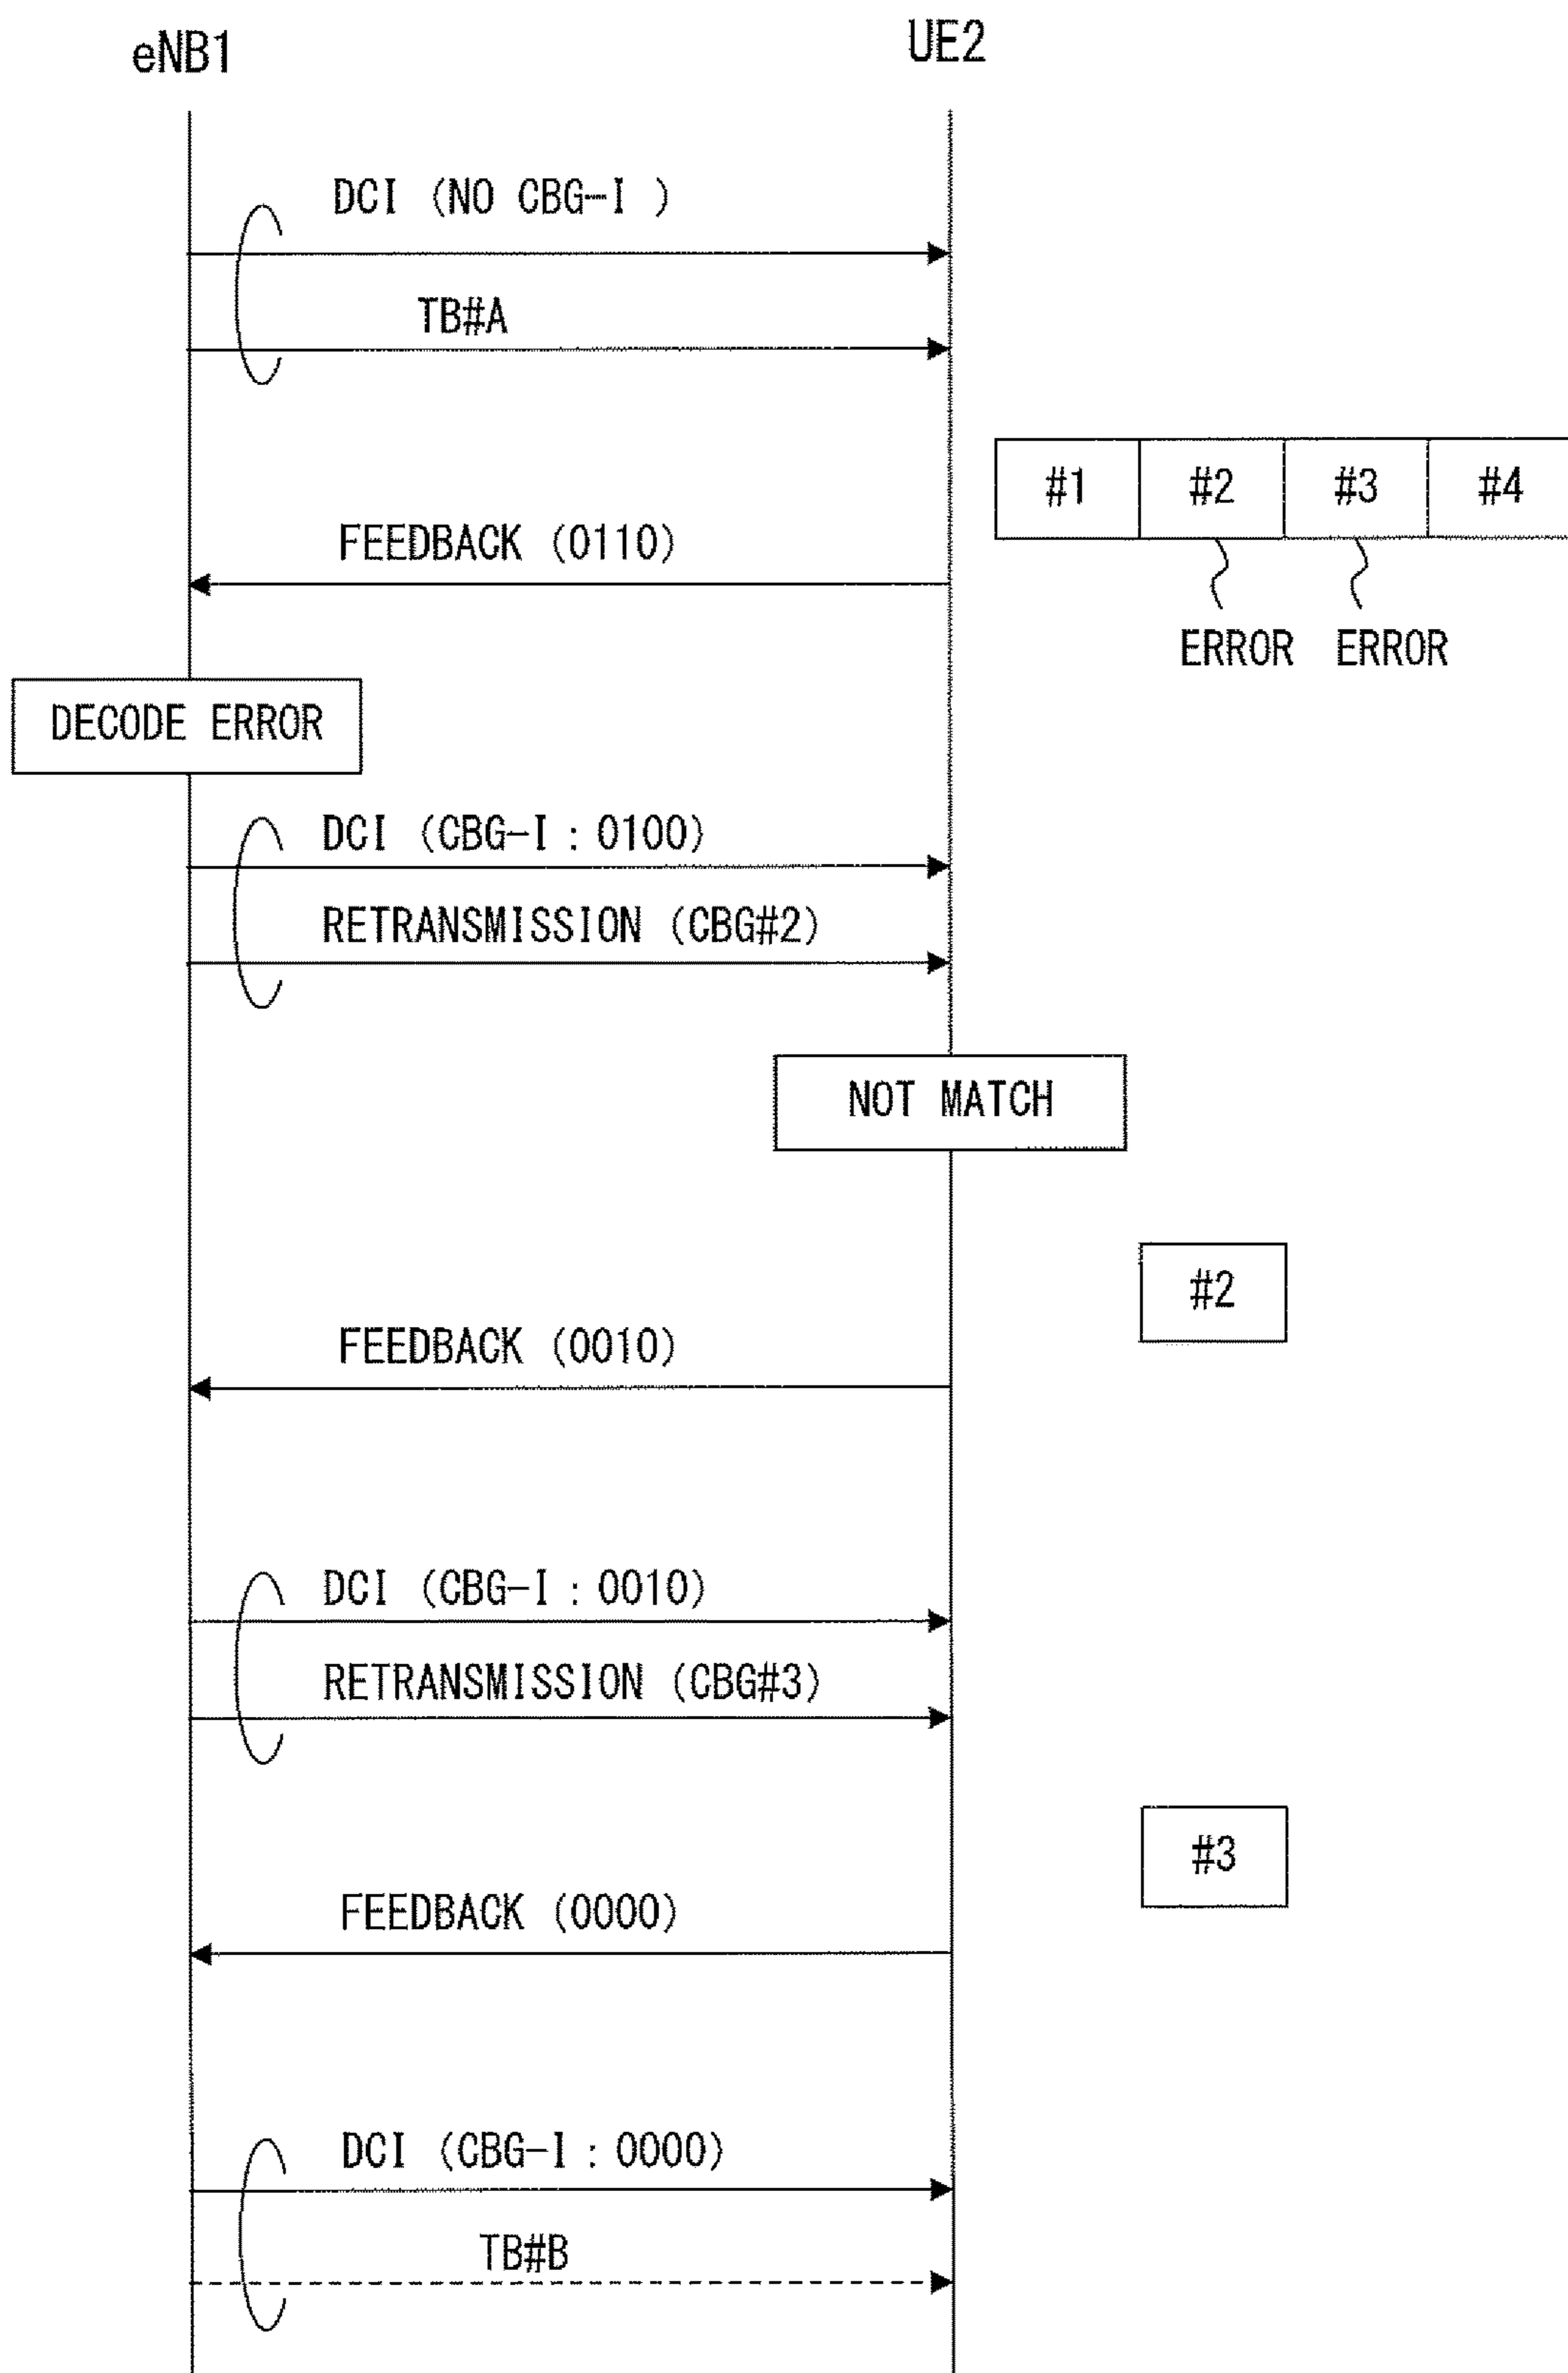 eNB1
UE2
DCI (NO CBG-I )
TB#A
#1 #2 #3 #4
FEEDBACK (0110)
ERROR ERROR
DECODE ERROR
DCI (CBG-I : 0100)
RETRANSMISSION (CBG#2)
NOT MATCH
#2
FEEDBACK (0010)
DCI (CBG-I : 0010)
RETRANSMISSION (CBG#3)
#3
FEEDBACK (0000)
DCI (CBG-I : 0000)
TB#B